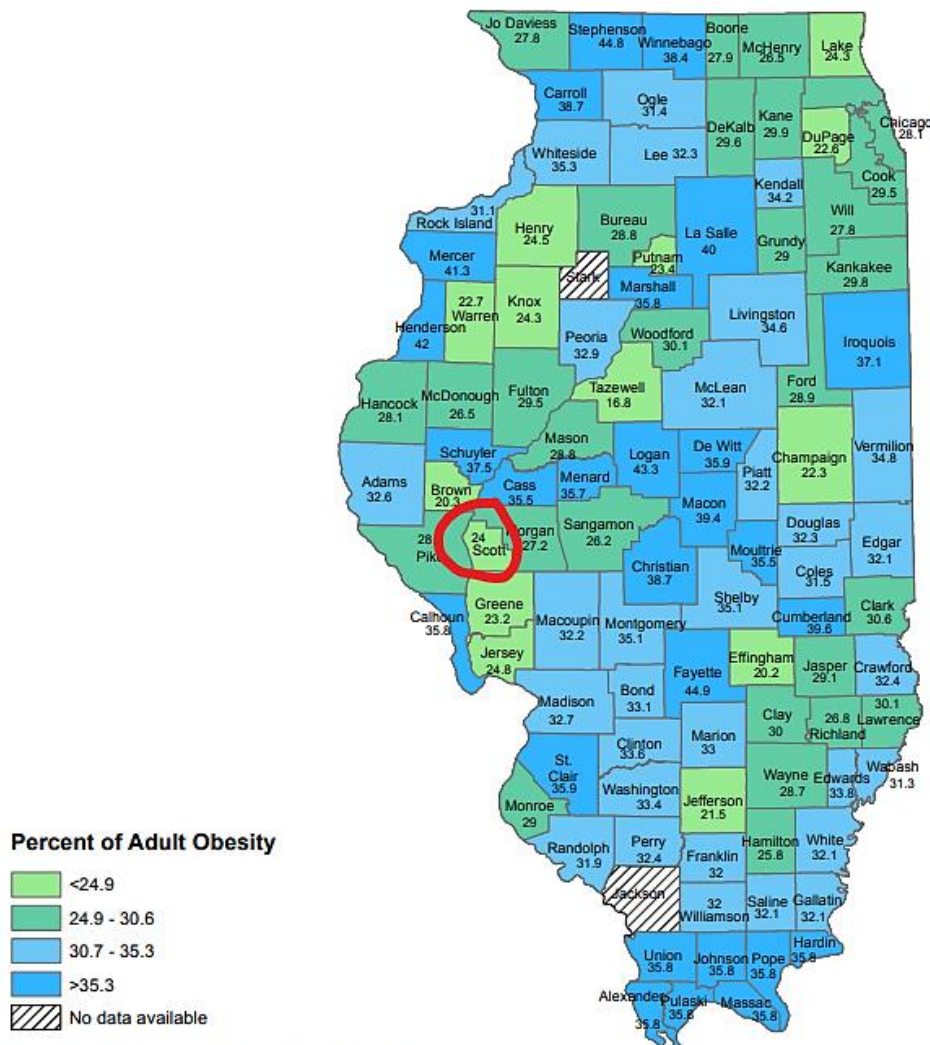 Jo Daviess
27.8
Stephenson
44.8
Winnebago
38.4
Boone
27.9
McHenry
26.5
Lake
24.3
Carroll
38.7
Ogle
31.4
DeKalb
29.6
Kane
29.9
DuPage
22.6
Chicago
28.1
Cook
29.5
Whiteside
35.3
Lee 32.3
Kendall
34.2
Will
27.8
31.1
Rock Island
Henry
24.5
Bureau
28.8
Putnam
23.4
La Salle
40
Grundy
29
Kankakee
29.8
Mercer
41.3
Stark
Marshall
35.8
Livingston
34.6
Iroquois
37.1
Henderson
42
22.7
Warren
Knox
24.3
Peoria
32.9
Woodford
30.1
Ford
28.9
Hancock
28.1
McDonough
26.5
Fulton
29.5
Tazewell
16.8
McLean
32.1
Vermilion
34.8
Champaign
22.3
Adams
32.6
Schuyler
37.5
Brown
20.3
Mason
28.8
Cass
35.5
Menard
35.7
Logan
43.3
De Witt
35.9
Piatt
32.2
Macon
39.4
28
24
Scott
Morgan
27.2
Sangamon
26.2
Christian
38.7
Moultrie
35.5
Douglas
32.3
Edgar
32.1
Coles
31.5
Calhoun
35.8
Greene
23.2
Jersey
24.8
Macoupin
32.2
Montgomery
35.1
Shelby
35.1
Cumberland
39.6
Clark
30.6
Madison
32.7
Bond
33.1
Fayette
44.9
Effingham
20.2
Jasper
29.1
Crawford
32.4
Clinton
33.6
Marion
33
Clay
30
26.8
Richland
30.1
Lawrence
St.
Clair
35.9
Monroe
29
Washington
33.4
Jefferson
21.5
Wayne
28.7
Edwards
33.8
Wabash
31.3
Randolph
31.9
Perry
32.4
Franklin
32
Hamilton
25.8
White
32.1
Jackson
32
Williamson
Saline
32.1
Gallatin
32.1
Union
35.8
Johnson
35.8
Pope
35.8
Hardin
35.8
Alexander
35.8
Pulaski
35.8
Massac
35.8
Percent of Adult Obesity
<24.9
24.9 - 30.6
30.7 - 35.3
>35.3
No data available